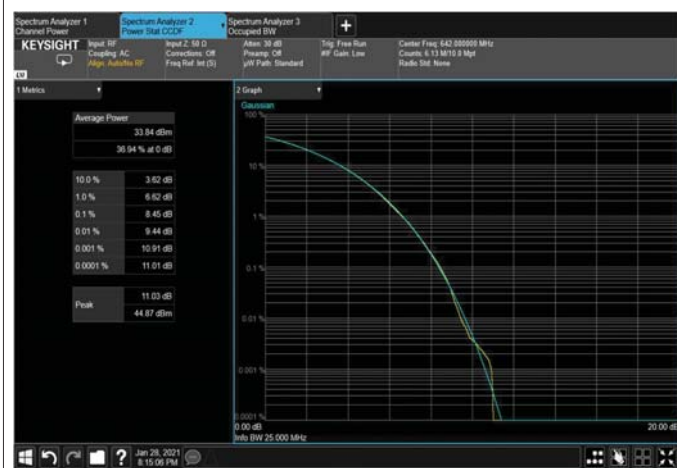 Spectrum Analyzer 1
Channel Power
Spectrum Analyzer 2
Power Stat CCDF
Spectrum Analyzer 3
Occupied BW
+
KEYSIGHT
Input: RF
Coupling: AC
Align: Auto/No RF
Input Z: 50 Ω
Corrections: Off
Freq Ref: Int (S)
Atten: 30 dB
Preamp: Off
µW Path: Standard
Trig: Free Run
#IF Gain: Low
Center Freq: 642.080000 MHz
Counts: 6.13 M/10.0 Mpt
Radio Std: None
1 Metrics
Average Power
33.84 dBm
36.94 % at 0 dB
10.0 % 3.62 dB
1.0 % 6.62 dB
0.1 % 8.45 dB
0.01 % 9.44 dB
0.001 % 10.91 dB
0.0001 % 11.01 dB
Peak
11.03 dB
44.87 dBm
2 Graph
Gaussian
100 %
10 %
1 %
0.1 %
0.01 %
0.001 %
0.0001 %
0.00 dB
20.00 dB
Info BW 25.000 MHz
?
Jan 28, 2021
8:15:06 PM